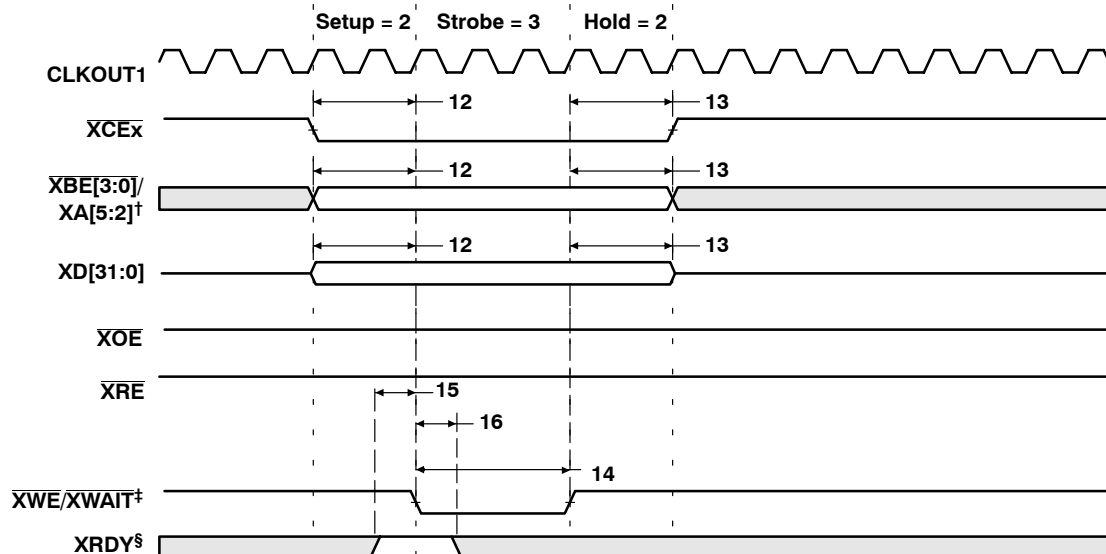 Setup = 2 Strobe = 3 Hold = 2
CLKOUT1
12 13
XCEx
12 13
XBE[3:0]/
XA[5:2]†
12 13
XD[31:0]
XOE
XRE
15
16
14
XWE/XWAIT‡
XRDY§